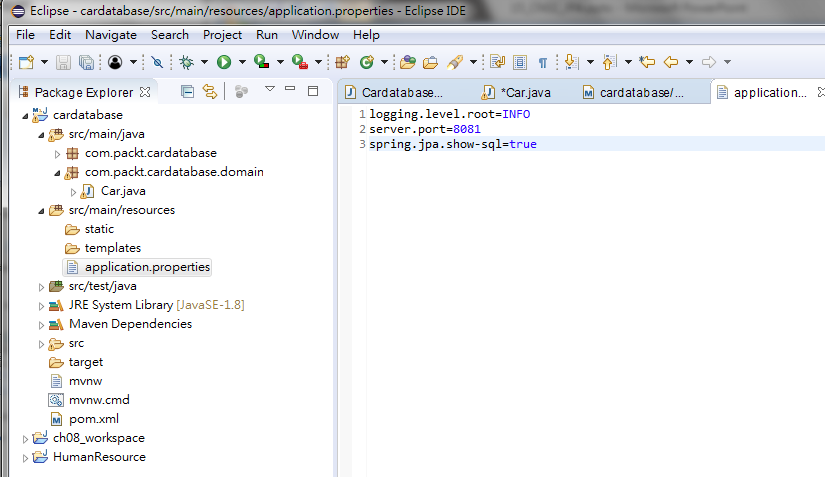 Eclipse - cardatabase/src/main/resources/application.properties - Eclipse IDE
File Edit Navigate Search Project Run Window Help
Package Explorer
Cardatabase... *Car.java cardatabase/... application....
cardatabase
src/main/java
com.packt.cardatabase
com.packt.cardatabase.domain
Car.java
src/main/resources
static
templates
application.properties
src/test/java
JRE System Library [JavaSE-1.8]
Maven Dependencies
src
target
mvnw
mvnw.cmd
pom.xml
ch08_workspace
HumanResource
1 logging.level.root=INFO
2 server.port=8081
3 spring.jpa.show-sql=true